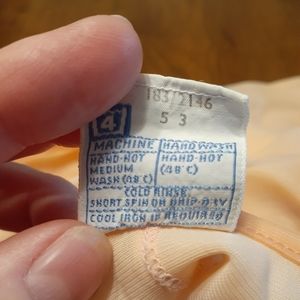 183/2146
4 5 3
MACHINE HAND WASH
HAND-HOT HAND-HOT
MEDIUM (48°C)
WASH (48°C)
COLD RINSE
SHORT SPIN OR DRIP-DRY
COOL IRON IF REQUIRED